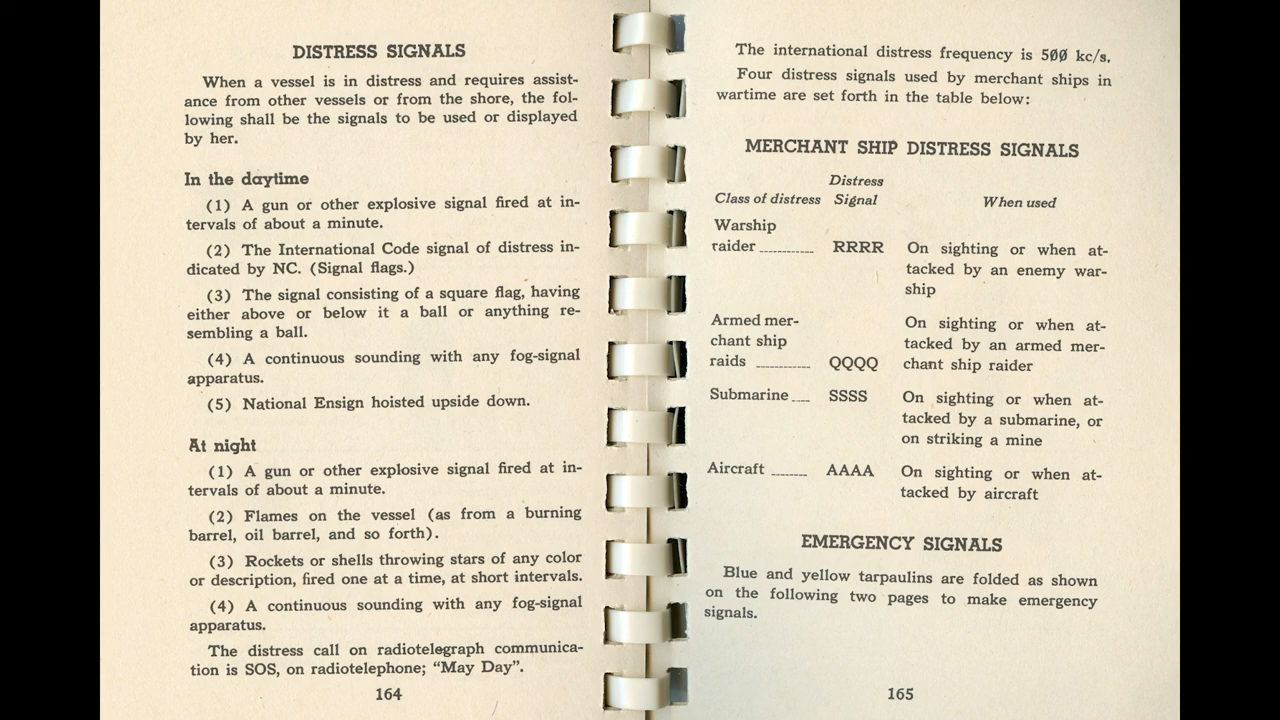 DISTRESS SIGNALS
When a vessel is in distress and requires assist-
ance from other vessels or from the shore, the fol-
lowing shall be the signals to be used or displayed
by her.
In the daytime
(1) A gun or other explosive signal fired at in-
tervals of about a minute.
(2) The International Code signal of distress in-
dicated by NC. (Signal flags.)
(3) The signal consisting of a square flag, having
either above or below it a ball or anything re-
sembling a ball.
(4) A continuous sounding with any fog-signal
apparatus.
(5) National Ensign hoisted upside down.
At night
(1) A gun or other explosive signal fired at in-
tervals of about a minute.
(2) Flames on the vessel (as from a burning
barrel, oil barrel, and so forth).
(3) Rockets or shells throwing stars of any color
or description, fired one at a time, at short intervals.
(4) A continuous sounding with any fog-signal
apparatus.
The distress call on radiotelegraph communica-
tion is SOS, on radiotelephone; “May Day”.
164
The international distress frequency is 5ØØ kc/s.
Four distress signals used by merchant ships in
wartime are set forth in the table below:
MERCHANT SHIP DISTRESS SIGNALS
Distress
Class of distress Signal When used
Warship
raider ............ RRRR On sighting or when at-
tacked by an enemy war-
ship
Armed mer- On sighting or when at-
chant ship tacked by an armed mer-
raids ............ QQQQ chant ship raider
Submarine .... SSSS On sighting or when at-
tacked by a submarine, or
on striking a mine
Aircraft ........ AAAA On sighting or when at-
tacked by aircraft
EMERGENCY SIGNALS
Blue and yellow tarpaulins are folded as shown
on the following two pages to make emergency
signals.
165